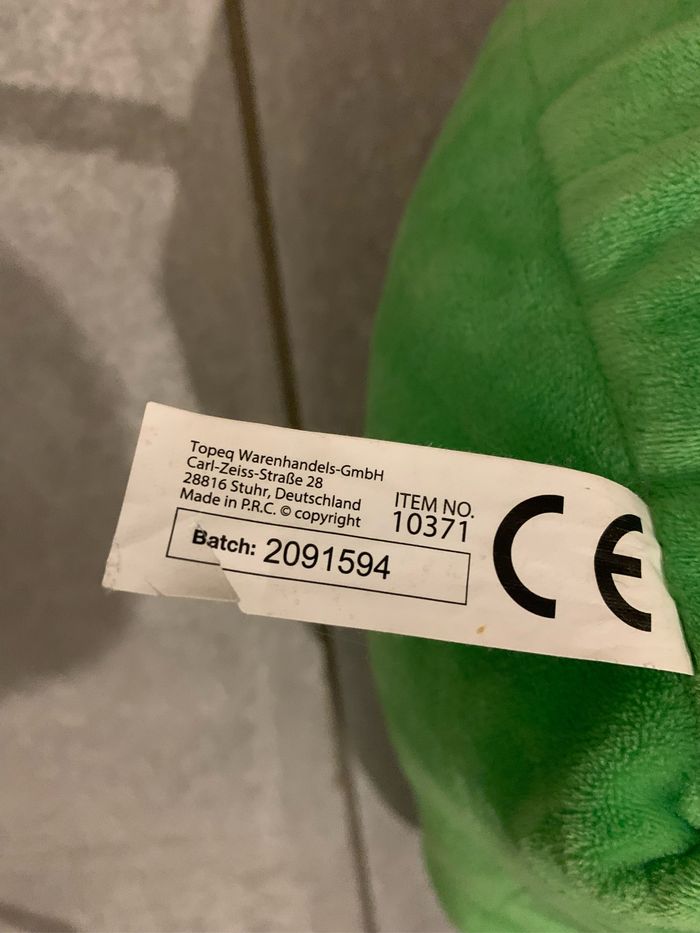 Topeq Warenhandels-GmbH
Carl-Zeiss-Straße 28
28816 Stuhr, Deutschland
Made in P.R.C. © copyright
ITEM NO.
10371
Batch: 2091594
CE